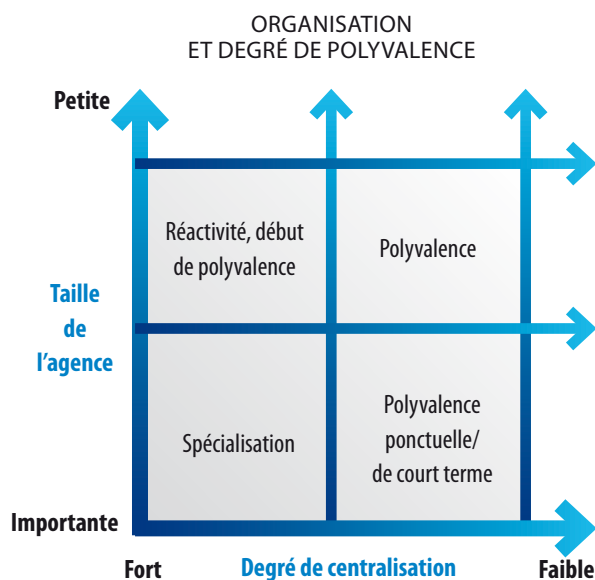 ORGANISATION
ET DEGRÉ DE POLYVALENCE
Petite
Réactivité, début
de polyvalence
Polyvalence
Taille
de
l’agence
Spécialisation
Polyvalence
ponctuelle/
de court terme
Importante
Fort
Degré de centralisation
Faible